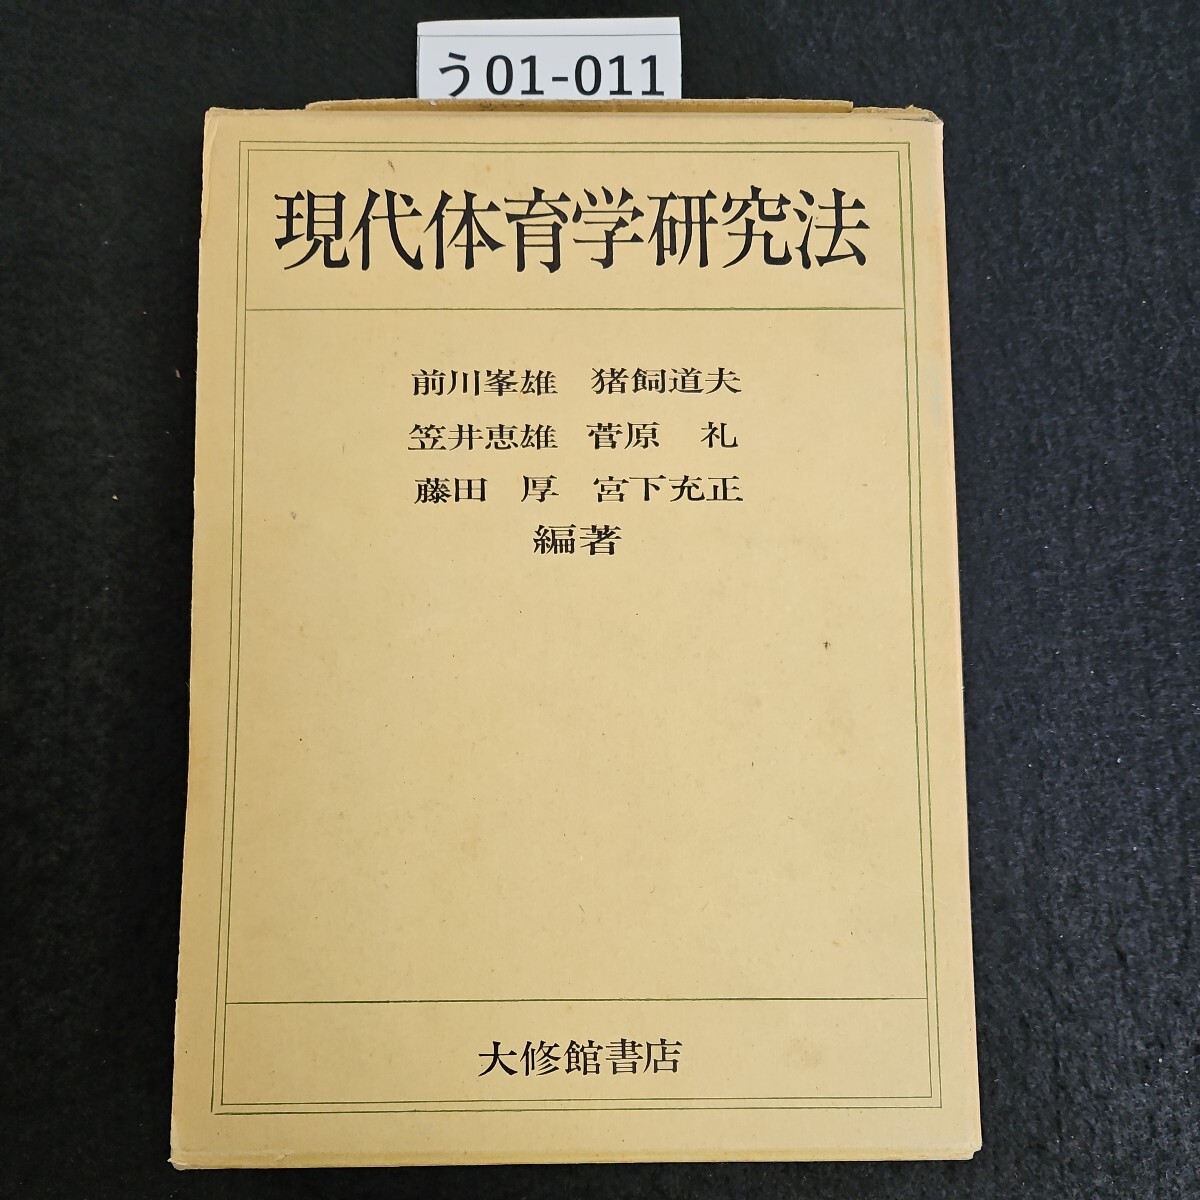 う01-011
現代体育学研究法
前川峯雄 猪飼道夫
笠井恵雄 菅原 礼
藤田 厚 宮下充正
編著
大修館書店